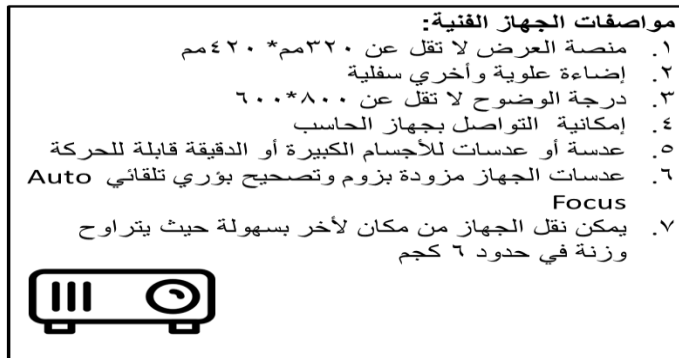 مواصفات الجهاز الفنية:
١. منصة العرض لا تقل عن ٣٢٠مم* ٤٢٠مم
٢. إضاءة علوية وأخري سفلية
٣. درجة الوضوح لا تقل عن ٨٠٠*٦٠٠
٤. إمكانية التواصل بجهاز الحاسب
٥. عدسة أو عدسات للأجسام الكبيرة أو الدقيقة قابلة للحركة
٦. عدسات الجهاز مزودة بزوم وتصحيح بؤري تلقائي Auto
Focus
٧. يمكن نقل الجهاز من مكان لأخر بسهولة حيث يتراوح
وزنة في حدود ٦ كجم